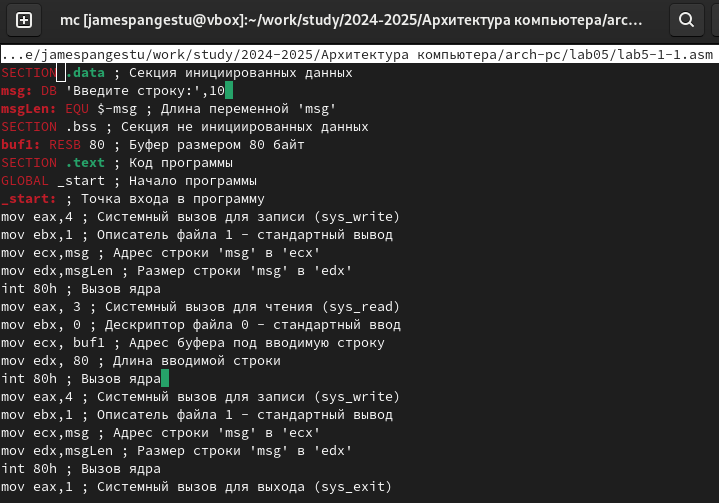 mc [jamespangestu@vbox]:~/work/study/2024-2025/Архитектура компьютера/arc...
...e/jamespangestu/work/study/2024-2025/Архитектура компьютера/arch-pc/lab05/lab5-1-1.asm
SECTION .data ; Секция инициированных данных
msg: DB 'Введите строку:',10
msgLen: EQU $-msg ; Длина переменной 'msg'
SECTION .bss ; Секция не инициированных данных
buf1: RESB 80 ; Буфер размером 80 байт
SECTION .text ; Код программы
GLOBAL _start ; Начало программы
_start: ; Точка входа в программу
mov eax,4 ; Системный вызов для записи (sys_write)
mov ebx,1 ; Описатель файла 1 - стандартный вывод
mov ecx,msg ; Адрес строки 'msg' в 'ecx'
mov edx,msgLen ; Размер строки 'msg' в 'edx'
int 80h ; Вызов ядра
mov eax, 3 ; Системный вызов для чтения (sys_read)
mov ebx, 0 ; Дескриптор файла 0 - стандартный ввод
mov ecx, buf1 ; Адрес буфера под вводимую строку
mov edx, 80 ; Длина вводимой строки
int 80h ; Вызов ядра
mov eax,4 ; Системный вызов для записи (sys_write)
mov ebx,1 ; Описатель файла 1 - стандартный вывод
mov ecx,msg ; Адрес строки 'msg' в 'ecx'
mov edx,msgLen ; Размер строки 'msg' в 'edx'
int 80h ; Вызов ядра
mov eax,1 ; Системный вызов для выхода (sys_exit)